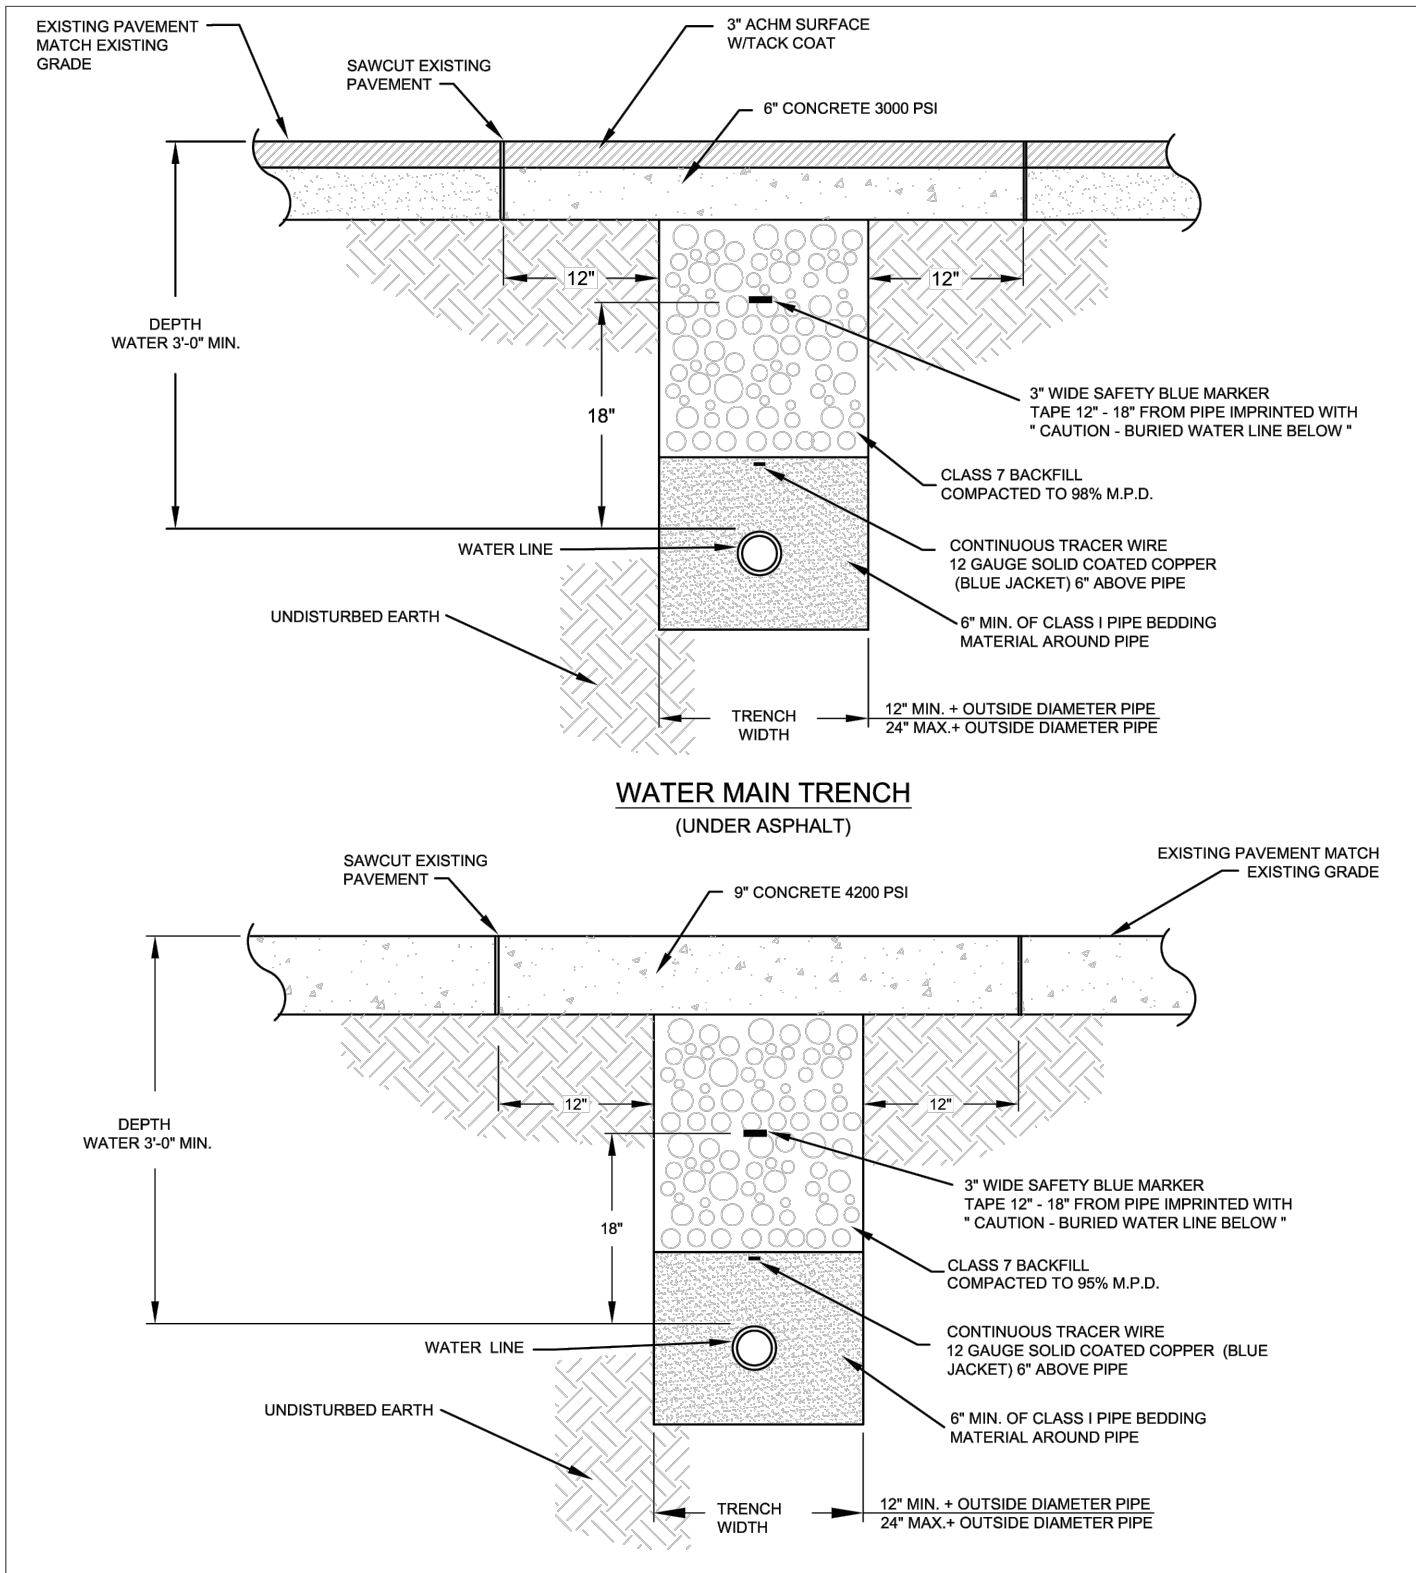 EXISTING PAVEMENT
MATCH EXISTING
GRADE
3" ACHM SURFACE
W/TACK COAT
SAWCUT EXISTING
PAVEMENT
6" CONCRETE 3000 PSI
12"
12"
DEPTH
WATER 3'-0" MIN.
18"
3" WIDE SAFETY BLUE MARKER
TAPE 12" - 18" FROM PIPE IMPRINTED WITH
" CAUTION - BURIED WATER LINE BELOW "
CLASS 7 BACKFILL
COMPACTED TO 98% M.P.D.
WATER LINE
CONTINUOUS TRACER WIRE
12 GAUGE SOLID COATED COPPER
(BLUE JACKET) 6" ABOVE PIPE
UNDISTURBED EARTH
6" MIN. OF CLASS I PIPE BEDDING
MATERIAL AROUND PIPE
TRENCH
WIDTH
12" MIN. + OUTSIDE DIAMETER PIPE
24" MAX.+ OUTSIDE DIAMETER PIPE
WATER MAIN TRENCH
(UNDER ASPHALT)
SAWCUT EXISTING
PAVEMENT
9" CONCRETE 4200 PSI
EXISTING PAVEMENT MATCH
EXISTING GRADE
12"
12"
DEPTH
WATER 3'-0" MIN.
18"
3" WIDE SAFETY BLUE MARKER
TAPE 12" - 18" FROM PIPE IMPRINTED WITH
" CAUTION - BURIED WATER LINE BELOW "
CLASS 7 BACKFILL
COMPACTED TO 95% M.P.D.
WATER LINE
CONTINUOUS TRACER WIRE
12 GAUGE SOLID COATED COPPER (BLUE
JACKET) 6" ABOVE PIPE
UNDISTURBED EARTH
6" MIN. OF CLASS I PIPE BEDDING
MATERIAL AROUND PIPE
TRENCH
WIDTH
12" MIN. + OUTSIDE DIAMETER PIPE
24" MAX.+ OUTSIDE DIAMETER PIPE